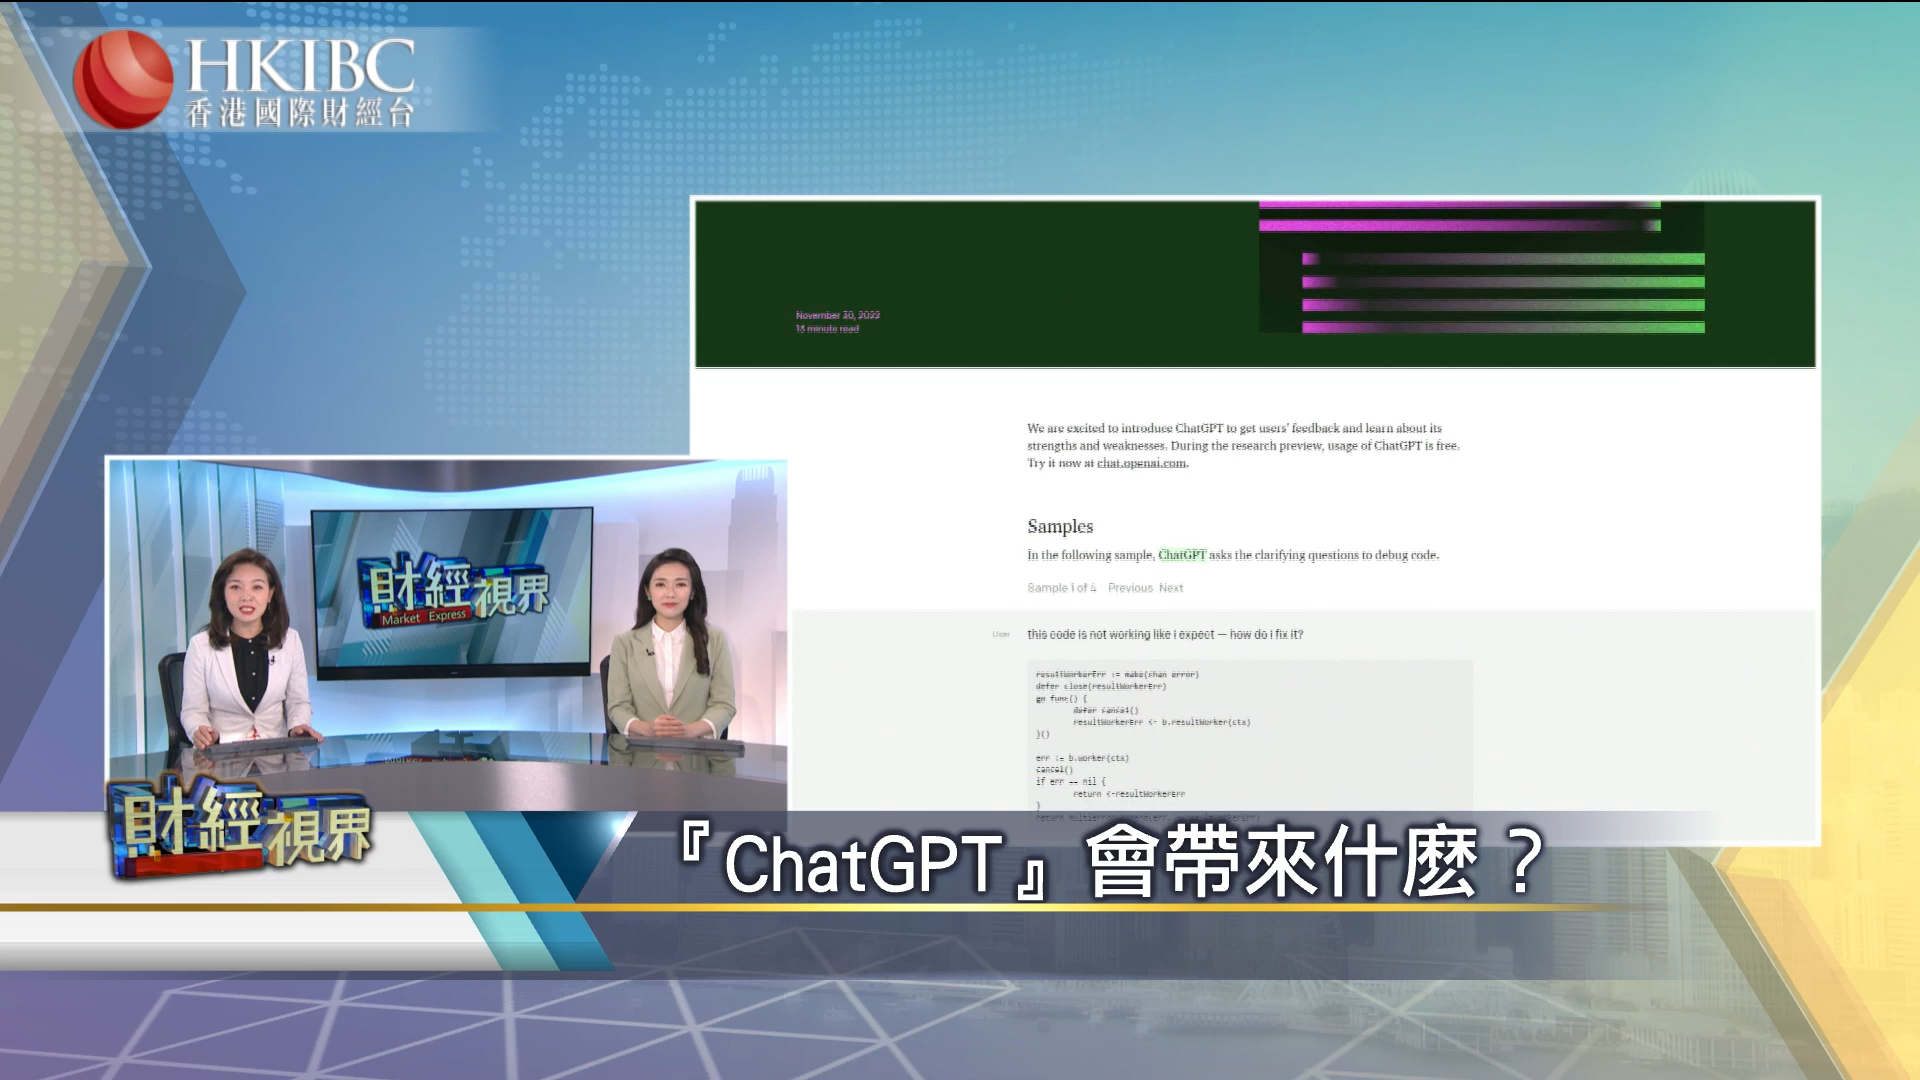 HKIBC
香港國際財經台
November 30, 2022
We are excited to introduce ChatGPT to get users' feedback and learn about its
strengths and weaknesses. During the research preview, usage of ChatGPT is free.
Try it now at chat.openai.com.
Samples
In the following sample, ChatGPT asks the clarifying questions to debug code.
Sample 1 of 4 Previous Next
User
this code is not working like i expect — how do i fix it?
resultWorkerErr := make(chan error)
defer close(resultWorkerErr)
go func() {
defer cancel()
resultWorkerErr <- b.resultWorker(ctx)
}()
err := b.worker(ctx)
cancel()
if err == nil {
return <-resultWorkerErr
}
財經視界
Market Express
財經視界
『ChatGPT』會帶來什麽？